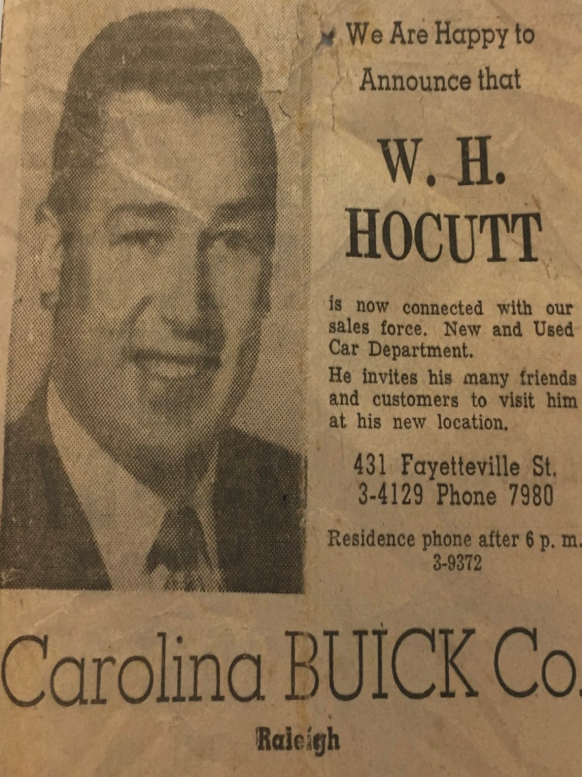 We Are Happy to
Announce that
W. H.
HOCUTT
is now connected with our
sales force. New and Used
Car Department.
He invites his many friends
and customers to visit him
at his new location.
431 Fayetteville St.
3-4129 Phone 7980
Residence phone after 6 p. m.
3-9372
Carolina BUICK Co.
Raleigh